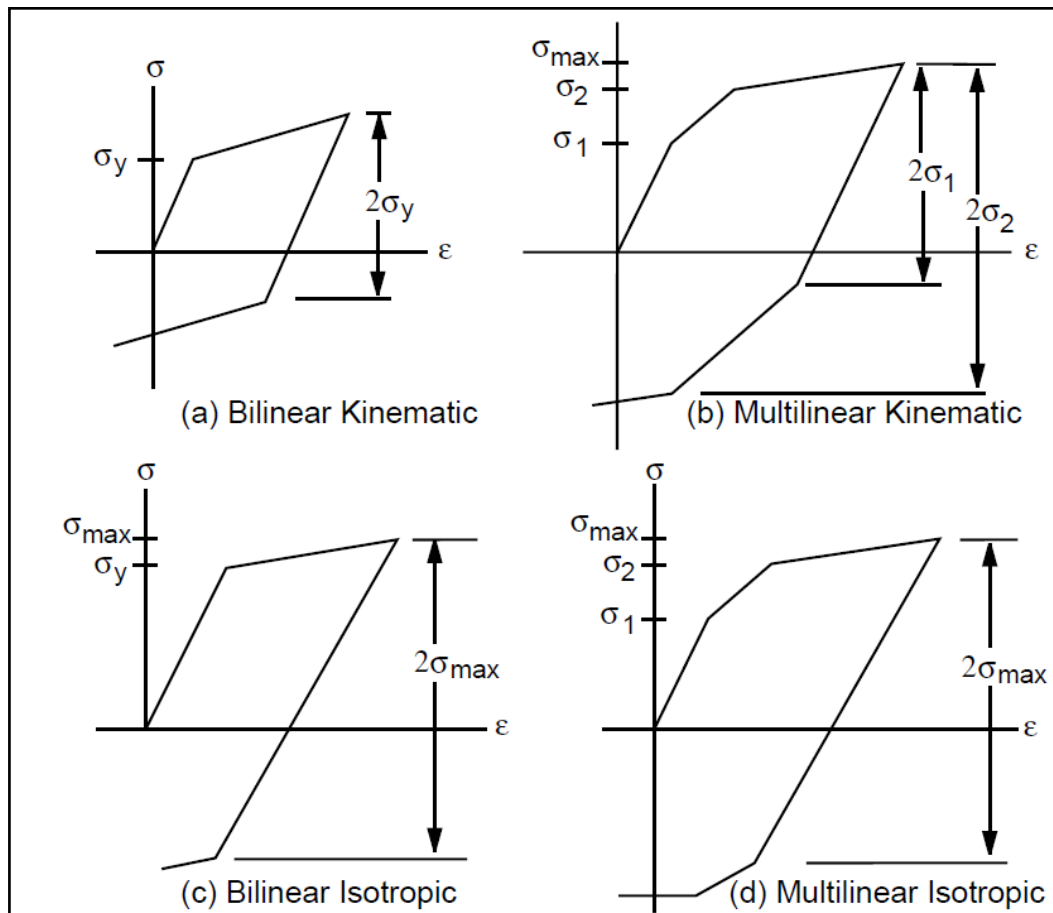 σ
σy
2σy
ε
(a) Bilinear Kinematic
σmax
σ2
σ1
2σ1
2σ2
ε
(b) Multilinear Kinematic
σ
σmax
σy
2σmax
ε
(c) Bilinear Isotropic
σ
σmax
σ2
σ1
2σmax
ε
(d) Multilinear Isotropic